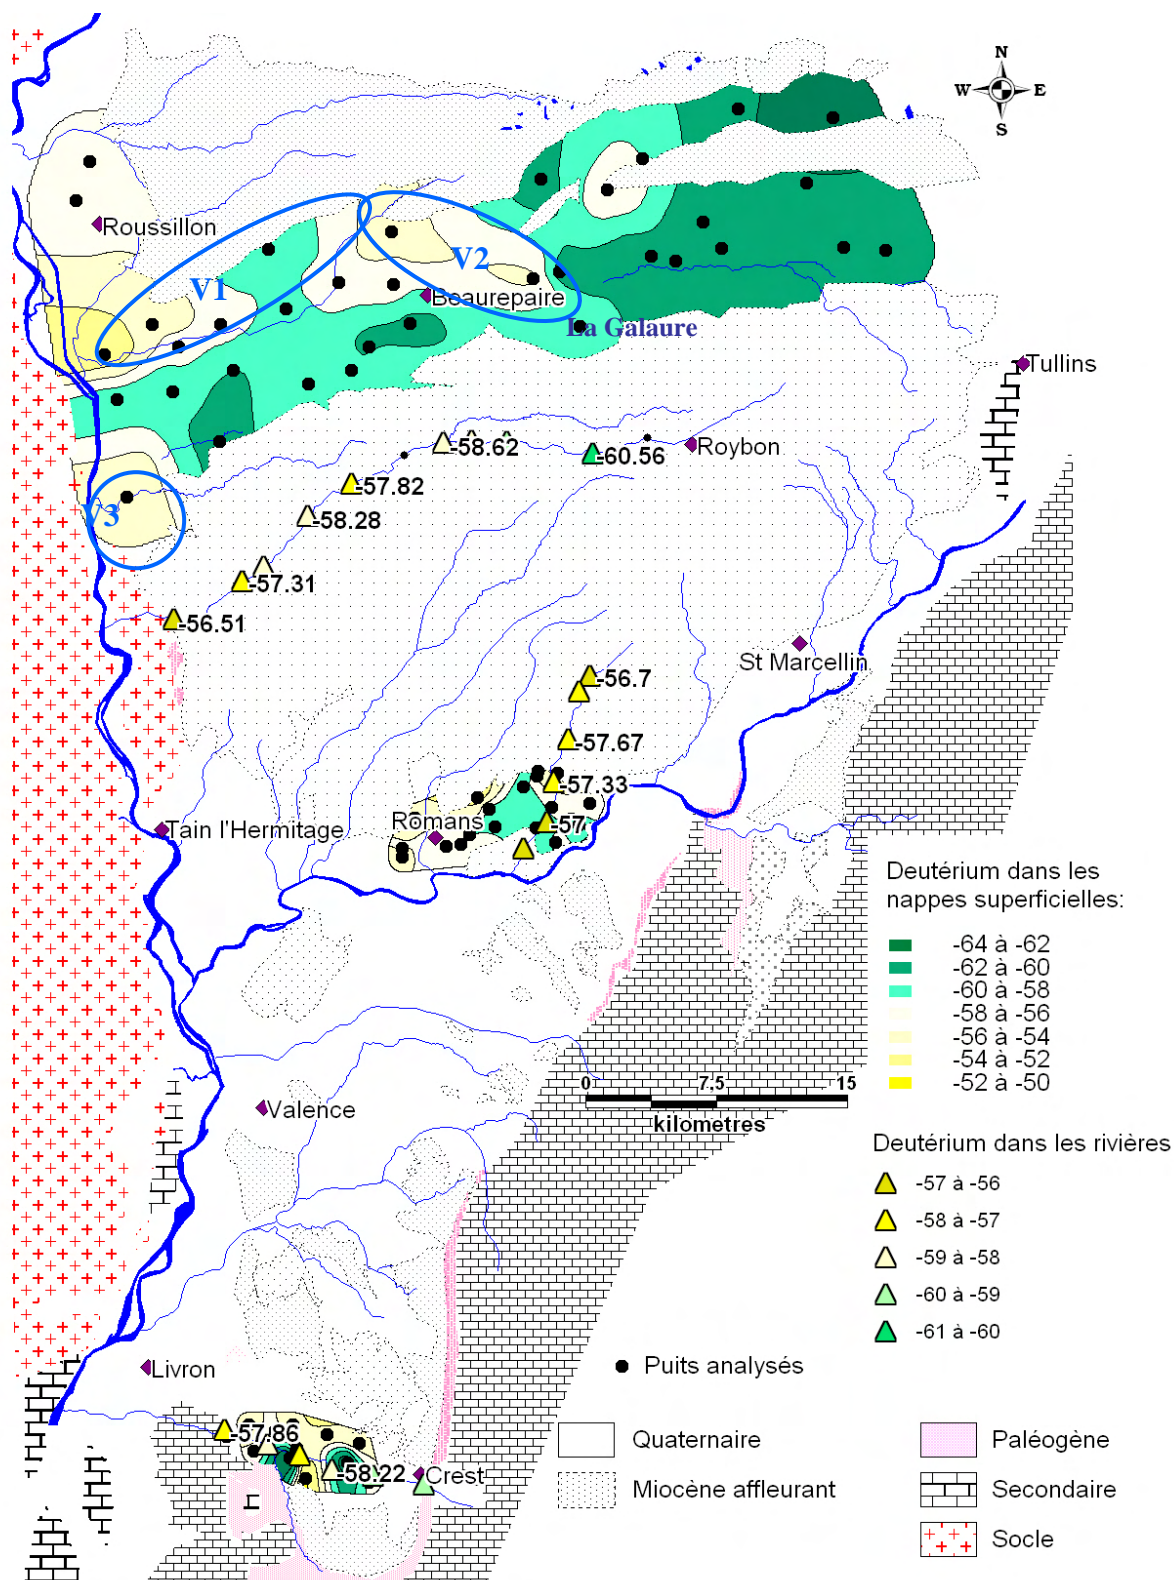 N
W E
S
Roussillon
V1
V2
Beaurepaire
La Galaure
Tullins
-58.62
Roybon
-60.56
-57.82
V3
-58.28
-57.31
-56.51
St Marcellin
-56.7
-57.67
-57.33
Romans
-57
Tain l'Hermitage
Deutérium dans les
nappes superficielles:
-64 à -62
-62 à -60
-60 à -58
-58 à -56
-56 à -54
-54 à -52
-52 à -50
0 7,5 15
kilometres
Valence
Deutérium dans les rivières
-57 à -56
-58 à -57
-59 à -58
-60 à -59
-61 à -60
Livron
Puits analysés
-57.86
-58.22
Crest
Quaternaire
Paléogène
Miocène affleurant
Secondaire
Socle